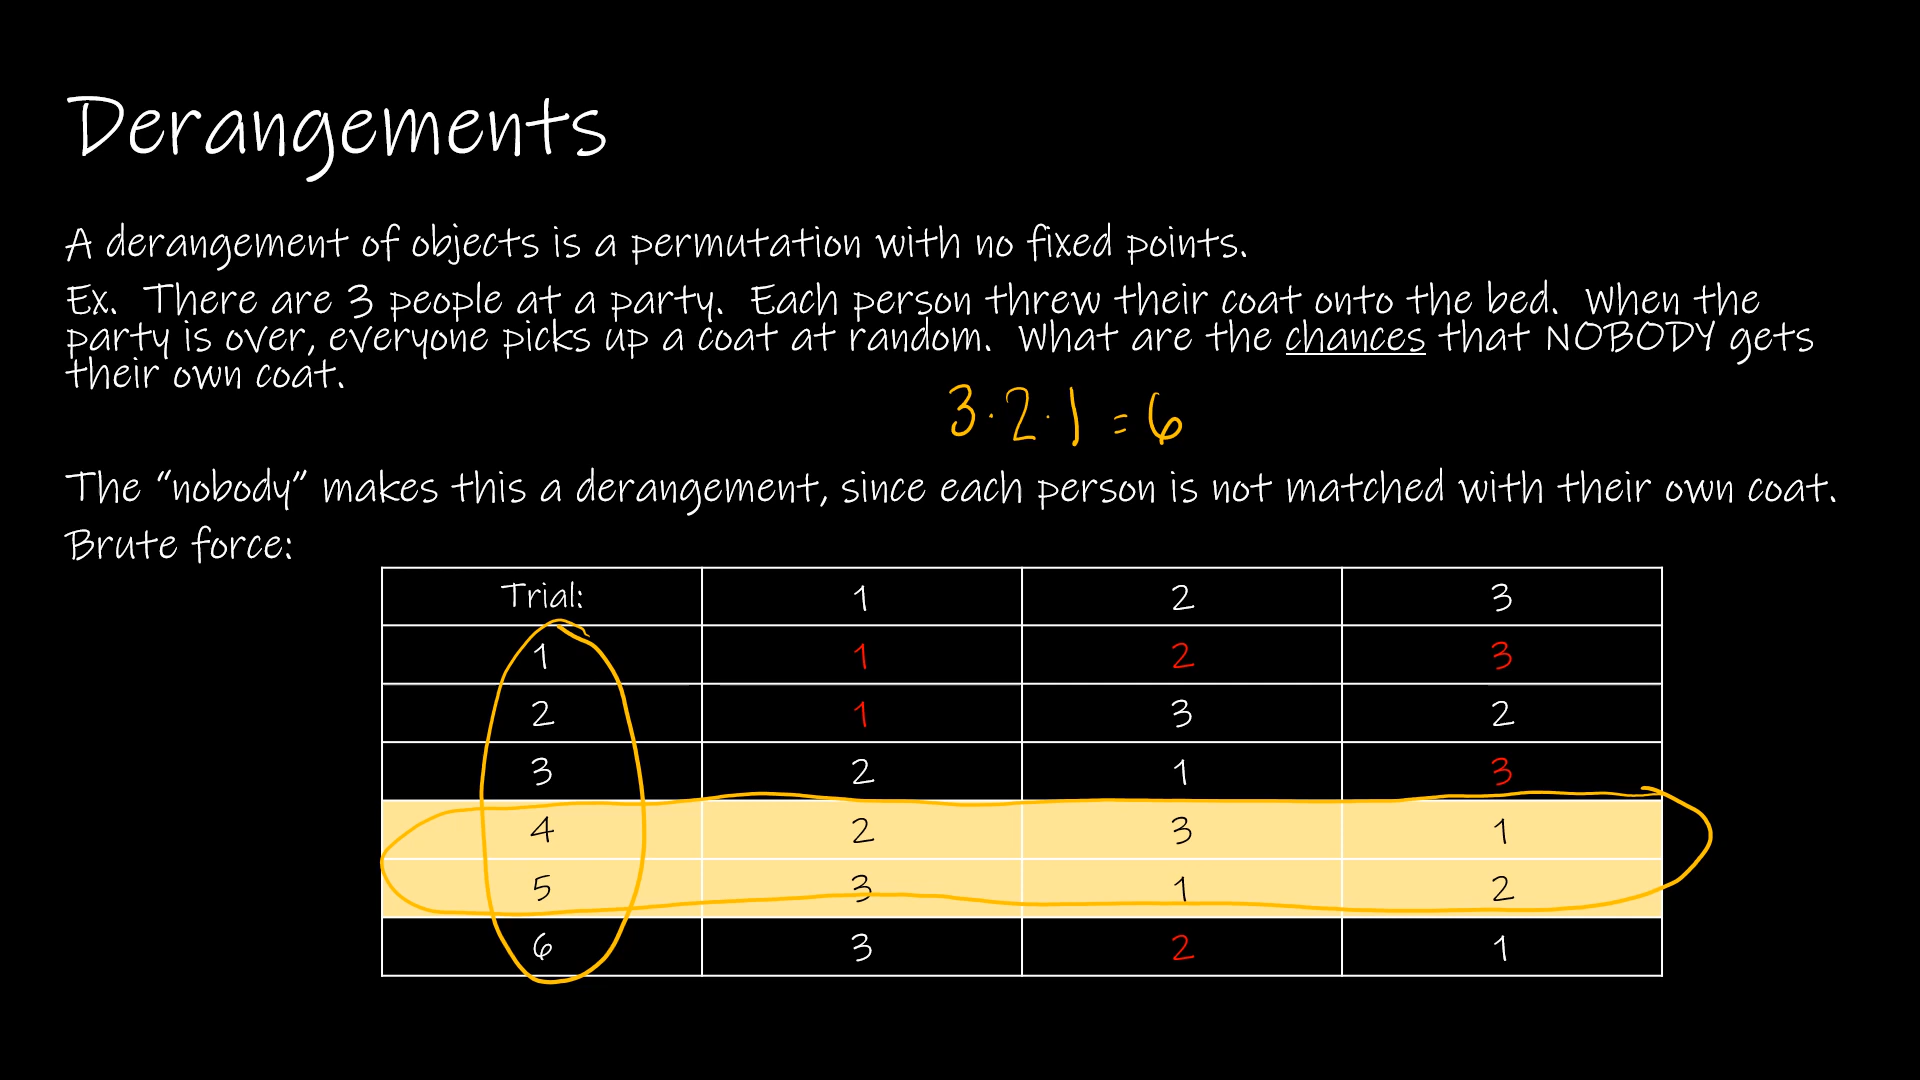 Derangements
A derangement of objects is a permutation with no fixed points.
Ex. There are 3 people at a party. Each person threw their coat onto the bed. When the
party is over, everyone picks up a coat at random. What are the chances that NOBODY gets
their own coat.
3·2·1 = 6
The “nobody” makes this a derangement, since each person is not matched with their own coat.
Brute force:
Trial: 1 2 3
1 1 2 3
2 1 3 2
3 2 1 3
4 2 3 1
5 3 1 2
6 3 2 1